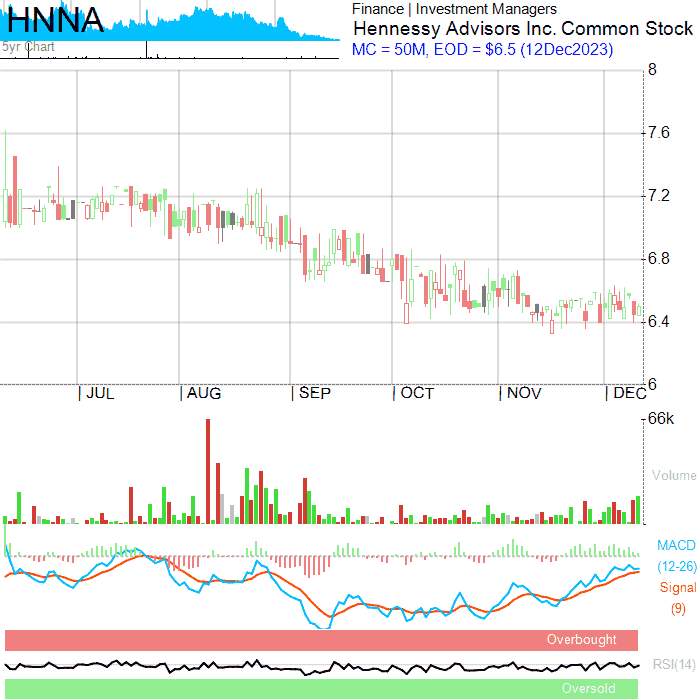 HNNA
5yr Chart
Finance | Investment Managers
Hennessy Advisors Inc. Common Stock
MC = 50M, EOD = $6.5 (12Dec2023)
8
7.6
7.2
6.8
6.4
6
JUL AUG SEP OCT NOV DEC
66k
Volume
MACD
(12-26)
Signal
(9)
Overbought
RSI(14)
Oversold